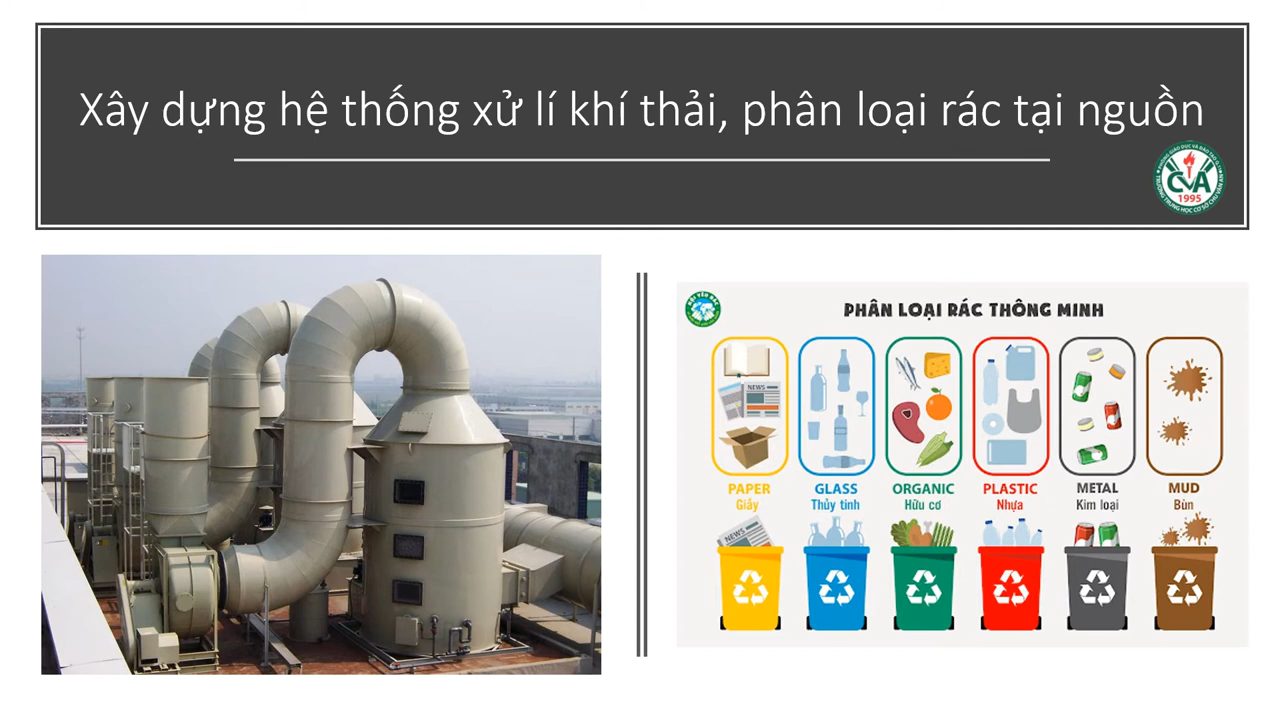 Xây dựng hệ thống xử lí khí thải, phân loại rác tại nguồn
CVA
1995
PHÂN LOẠI RÁC THÔNG MINH
NEWS
PAPER
Giấy
GLASS
Thủy tinh
ORGANIC
Hữu cơ
PLASTIC
Nhựa
METAL
Kim loại
MUD
Bùn
NEWS